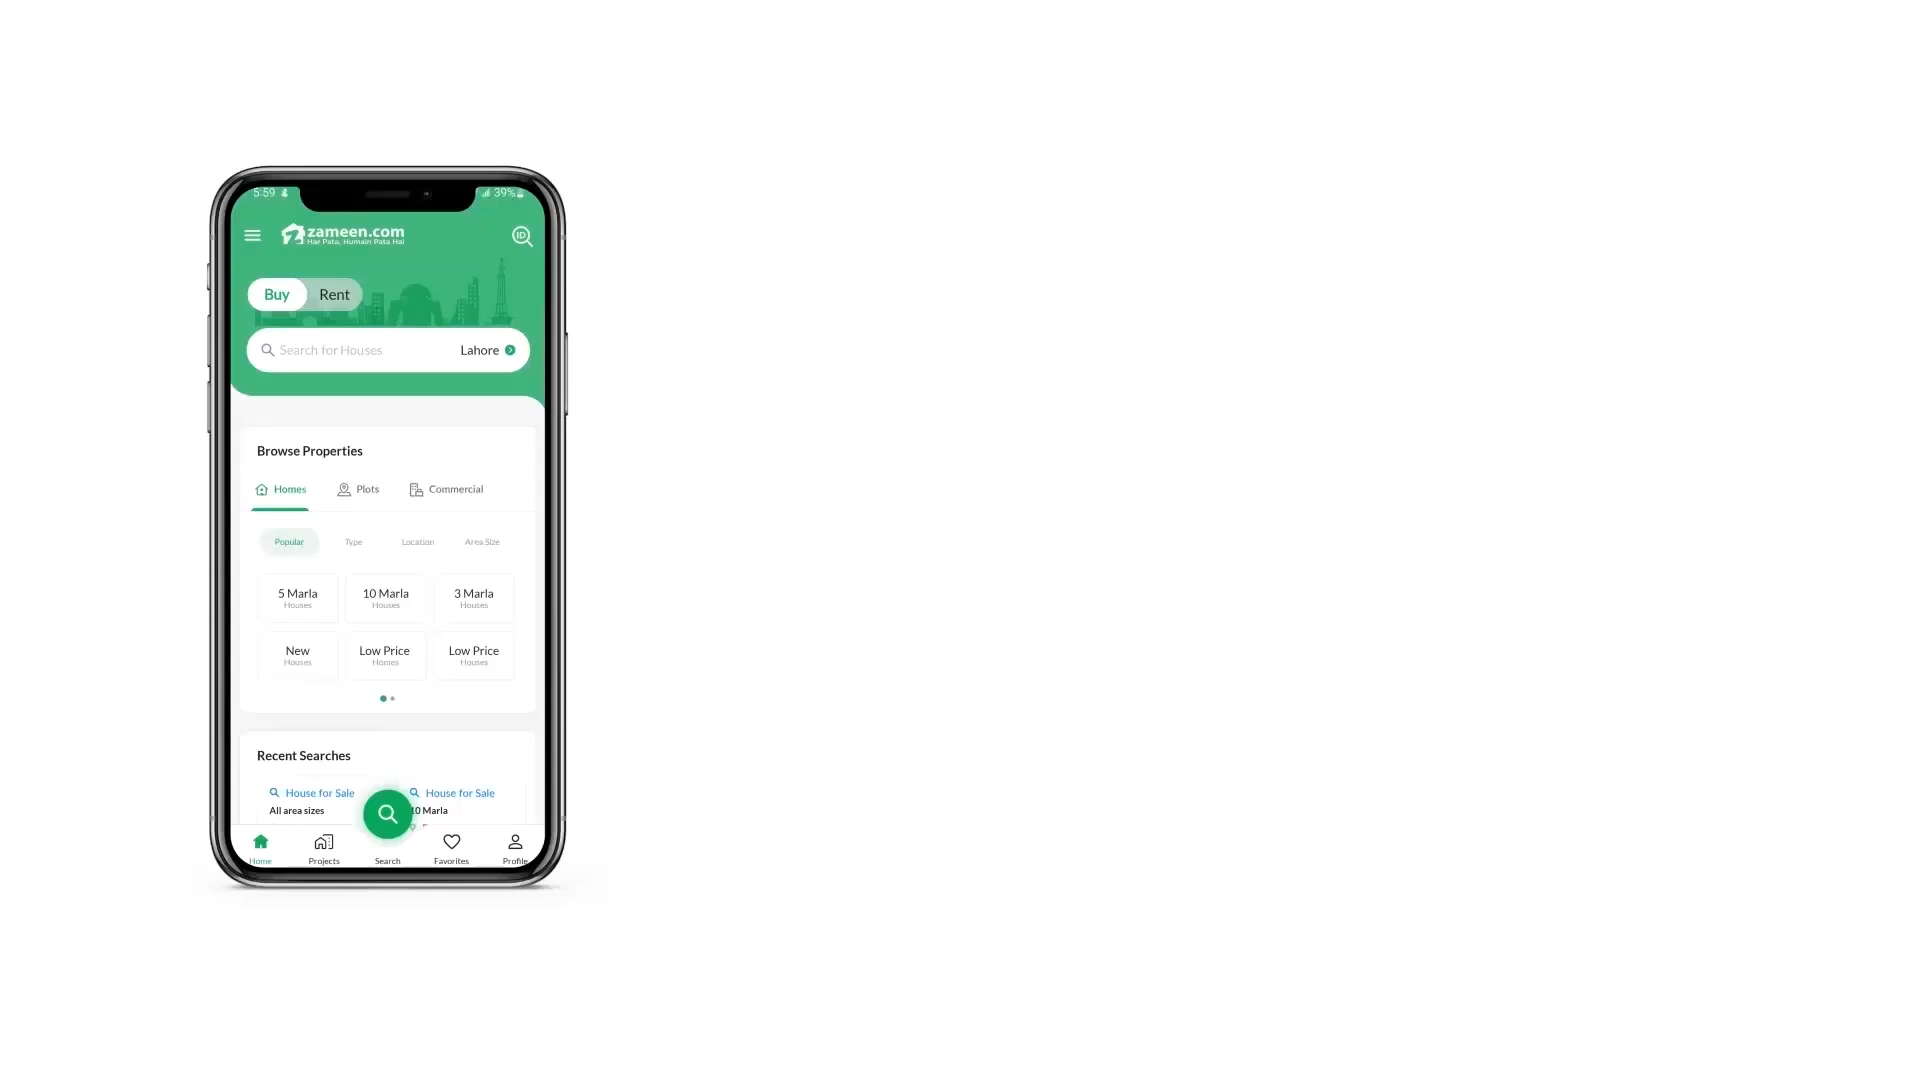 5:59 39%
zameen.com
Har Pata, Humain Pata Hai
ID
Buy Rent
Search for Houses Lahore
Browse Properties
Homes Plots Commercial
Popular Type Location Area Size
5 Marla 10 Marla 3 Marla
Houses Houses Houses
New Low Price Low Price
Houses Homes Houses
Recent Searches
House for Sale House for Sale
All area sizes 10 Marla
Home Projects Search Favorites Profile